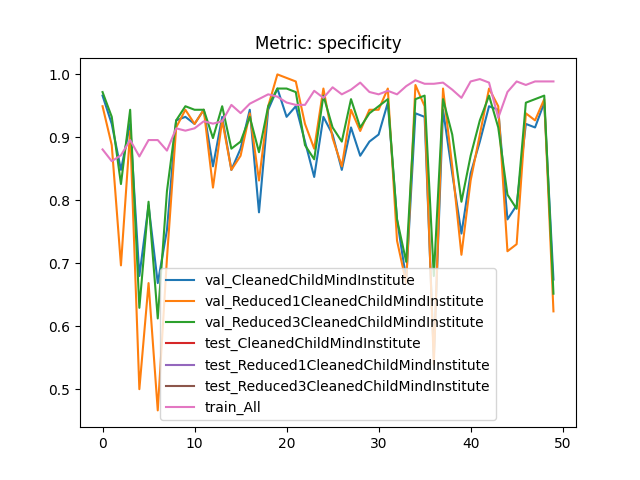 Metric: specificity
1.0
0.9
0.8
0.7
0.6
0.5
val_CleanedChildMindInstitute
val_Reduced1CleanedChildMindInstitute
val_Reduced3CleanedChildMindInstitute
test_CleanedChildMindInstitute
test_Reduced1CleanedChildMindInstitute
test_Reduced3CleanedChildMindInstitute
train_All
0 10 20 30 40 50